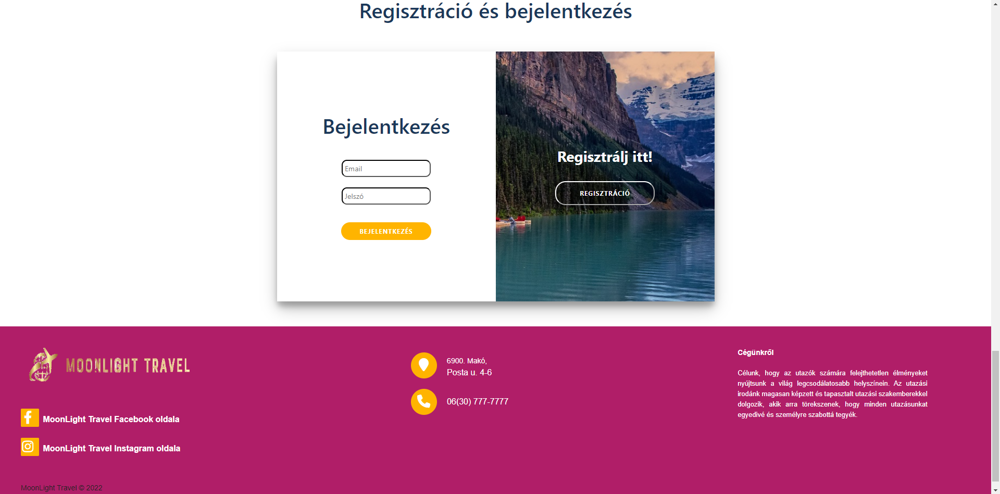 Regisztráció és bejelentkezés
Bejelentkezés
Email
Jelszó
BEJELENTKEZÉS
Regisztrálj itt!
REGISZTRÁCIÓ
MOONLIGHT TRAVEL
MoonLight Travel Facebook oldala
MoonLight Travel Instagram oldala
6900. Makó,
Posta u. 4-6
06(30) 777-7777
Cégünkről
Célunk, hogy az utazók számára felejthetetlen élményeket
nyújtsunk a világ legcsodálatosabb helyszínein. Az utazási
irodánk magasan képzett és tapasztalt utazási szakemberekkel
dolgozik, akik arra törekszenek, hogy minden utazásunkat
egyedivé és személyre szabottá tegyék.
MoonLight Travel © 2022